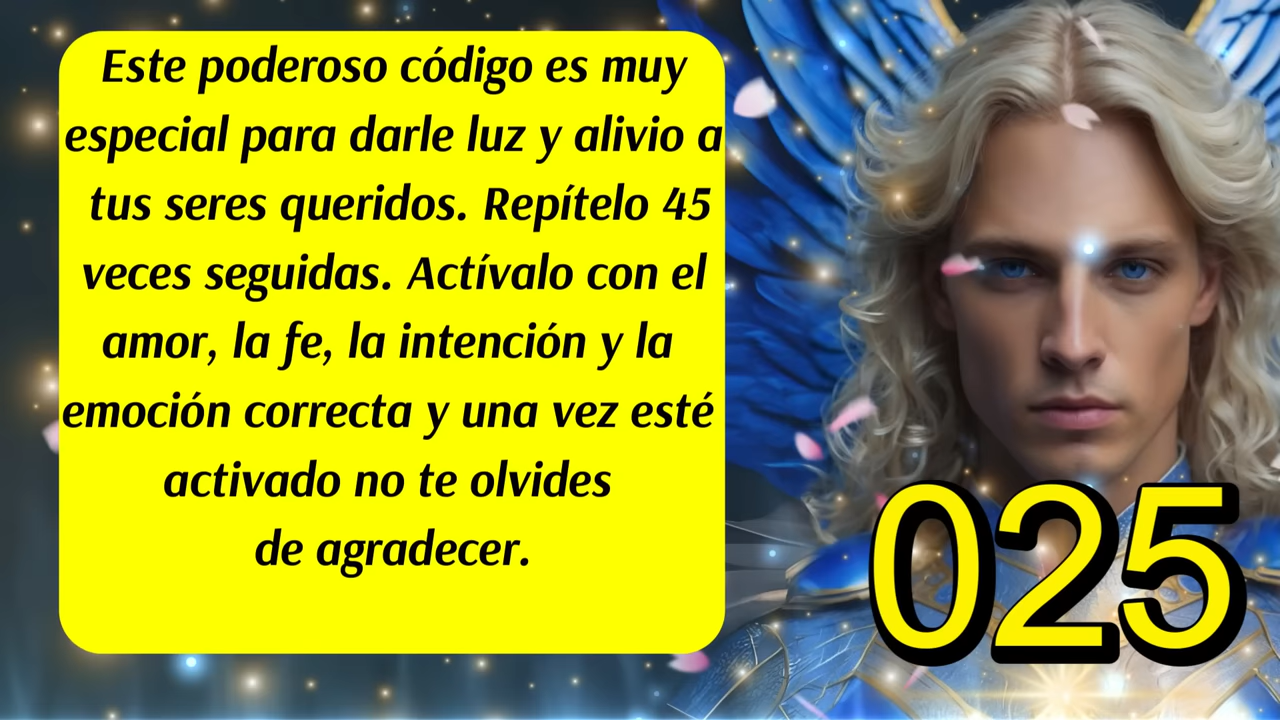 Este poderoso código es muy
especial para darle luz y alivio a
tus seres queridos. Repítelo 45
veces seguidas. Actívalo con el
amor, la fe, la intención y la
emoción correcta y una vez esté
activado no te olvides
de agradecer.
025